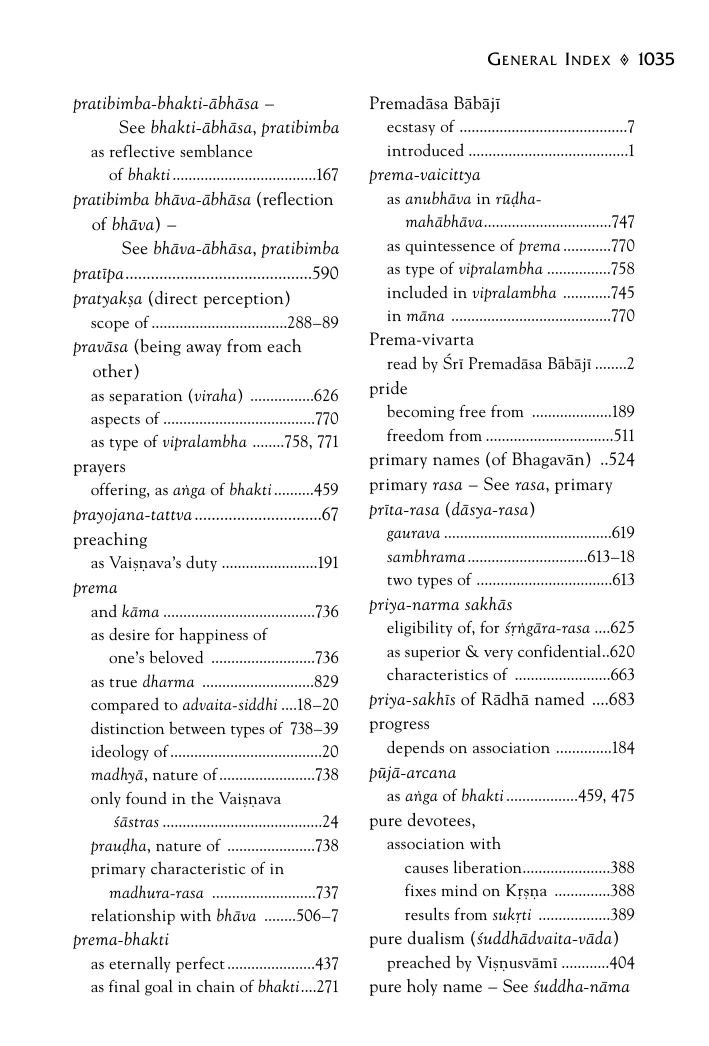 GENERAL INDEX ◈ 1035
pratibimba-bhakti-ābhāsa –
See bhakti-ābhāsa, pratibimba
as reflective semblance
of bhakti....................................167
pratibimba bhāva-ābhāsa (reflection
of bhāva) –
See bhāva-ābhāsa, pratibimba
pratīpa...............................................590
pratyakṣa (direct perception)
scope of ..................................288–89
pravāsa (being away from each
other)
as separation (viraha) ................626
aspects of ......................................770
as type of vipralambha ........758, 771
prayers
offering, as aṅga of bhakti..........459
prayojana-tattva................................67
preaching
as Vaiṣṇava's duty ........................191
prema
and kāma ......................................736
as desire for happiness of
one's beloved ..........................736
as true dharma ............................829
compared to advaita-siddhi ....18–20
distinction between types of 738–39
ideology of......................................20
madhyā, nature of........................738
only found in the Vaiṣṇava
śāstras ........................................24
prauḍha, nature of ......................738
primary characteristic of in
madhura-rasa ..........................737
relationship with bhāva ........506–7
prema-bhakti
as eternally perfect......................437
as final goal in chain of bhakti....271
Premadāsa Bābājī
ecstasy of ..........................................7
introduced ........................................1
prema-vaicittya
as anubhāva in rūḍha-
mahābhāva................................747
as quintessence of prema............770
as type of vipralambha ................758
included in vipralambha ............745
in māna ........................................770
Prema-vivarta
read by Śrī Premadāsa Bābājī ........2
pride
becoming free from ....................189
freedom from................................511
primary names (of Bhagavān) ..524
primary rasa – See rasa, primary
prīta-rasa (dāsya-rasa)
gaurava ..........................................619
sambhrama..............................613–18
two types of ..................................613
priya-narma sakhās
eligibility of, for śṛṅgāra-rasa ....625
as superior & very confidential..620
characteristics of ........................663
priya-sakhīs of Rādhā named ....683
progress
depends on association ..............184
pūjā-arcana
as aṅga of bhakti..................459, 475
pure devotees,
association with
causes liberation......................388
fixes mind on Kṛṣṇa ..............388
results from sukṛti ..................389
pure dualism (śuddhādvaita-vāda)
preached by Viṣṇusvāmī ............404
pure holy name – See śuddha-nāma